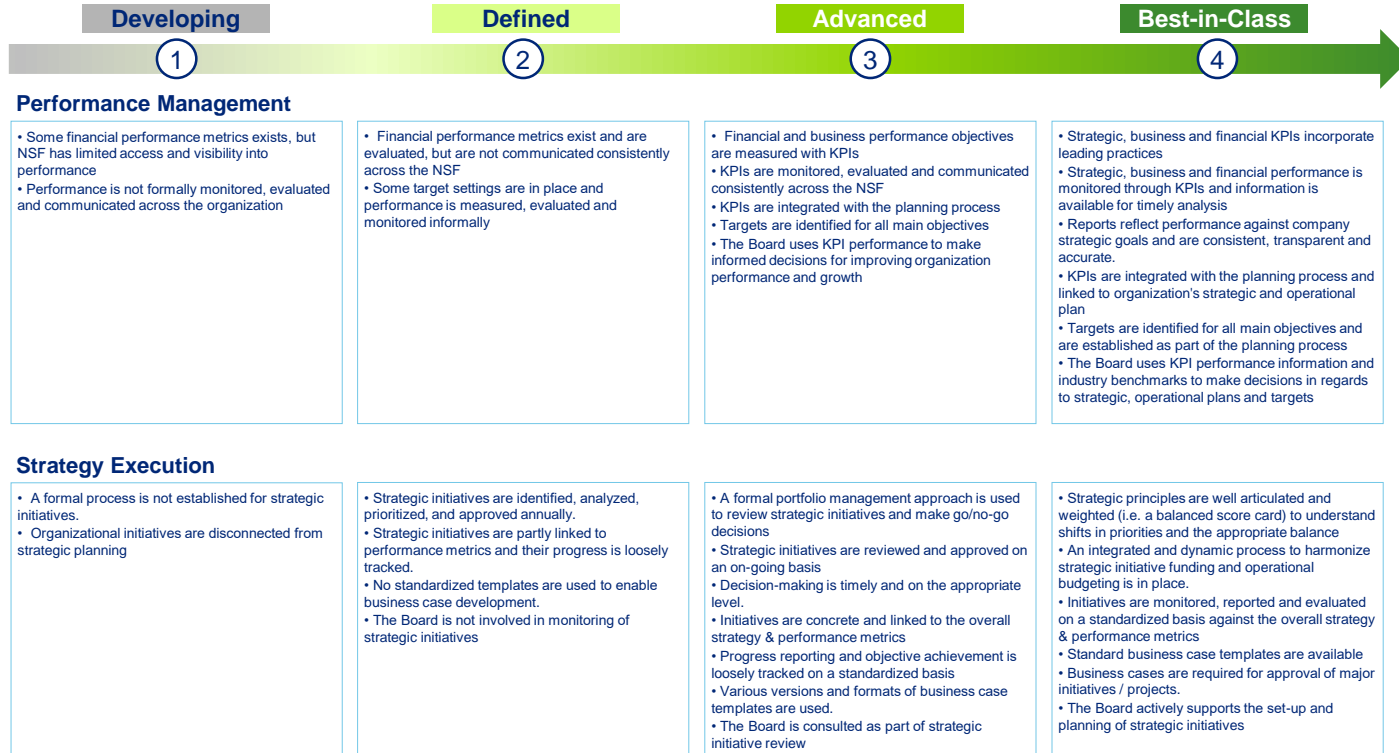 Developing
Defined
Advanced
Best-in-Class
1
2
3
4
Performance Management
• Some financial performance metrics exists, but
NSF has limited access and visibility into
performance
• Performance is not formally monitored, evaluated
and communicated across the organization
• Financial performance metrics exist and are
evaluated, but are not communicated consistently
across the NSF
• Some target settings are in place and
performance is measured, evaluated and
monitored informally
• Financial and business performance objectives
are measured with KPIs
• KPIs are monitored, evaluated and communicated
consistently across the NSF
• KPIs are integrated with the planning process
• Targets are identified for all main objectives
• The Board uses KPI performance to make
informed decisions for improving organization
performance and growth
• Strategic, business and financial KPIs incorporate
leading practices
• Strategic, business and financial performance is
monitored through KPIs and information is
available for timely analysis
• Reports reflect performance against company
strategic goals and are consistent, transparent and
accurate.
• KPIs are integrated with the planning process and
linked to organization's strategic and operational
plan
• Targets are identified for all main objectives and
are established as part of the planning process
• The Board uses KPI performance information and
industry benchmarks to make decisions in regards
to strategic, operational plans and targets
Strategy Execution
• A formal process is not established for strategic
initiatives.
• Organizational initiatives are disconnected from
strategic planning
• Strategic initiatives are identified, analyzed,
prioritized, and approved annually.
• Strategic initiatives are partly linked to
performance metrics and their progress is loosely
tracked.
• No standardized templates are used to enable
business case development.
• The Board is not involved in monitoring of
strategic initiatives
• A formal portfolio management approach is used
to review strategic initiatives and make go/no-go
decisions
• Strategic initiatives are reviewed and approved on
an on-going basis
• Decision-making is timely and on the appropriate
level.
• Initiatives are concrete and linked to the overall
strategy & performance metrics
• Progress reporting and objective achievement is
loosely tracked on a standardized basis
• Various versions and formats of business case
templates are used.
• The Board is consulted as part of strategic
initiative review
• Strategic principles are well articulated and
weighted (i.e. a balanced score card) to understand
shifts in priorities and the appropriate balance
• An integrated and dynamic process to harmonize
strategic initiative funding and operational
budgeting is in place.
• Initiatives are monitored, reported and evaluated
on a standardized basis against the overall strategy
& performance metrics
• Standard business case templates are available
• Business cases are required for approval of major
initiatives / projects.
• The Board actively supports the set-up and
planning of strategic initiatives